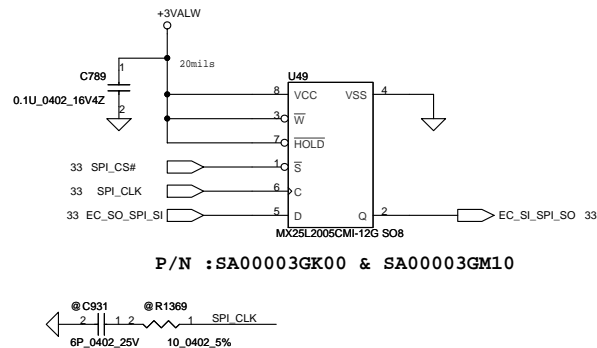 +3VALW
20mils
C789
1
2
0.1U_0402_16V4Z
U49
8 VCC VSS 4
3 W
7 HOLD
33 SPI_CS# 1 S
33 SPI_CLK 6 C
33 EC_SO_SPI_SI 5 D Q 2 EC_SI_SPI_SO 33
MX25L2005CMI-12G SO8
P/N :SA00003GK00 & SA00003GM10
@C931 @R1369
2 1 2 1 SPI_CLK
6P_0402_25V 10_0402_5%